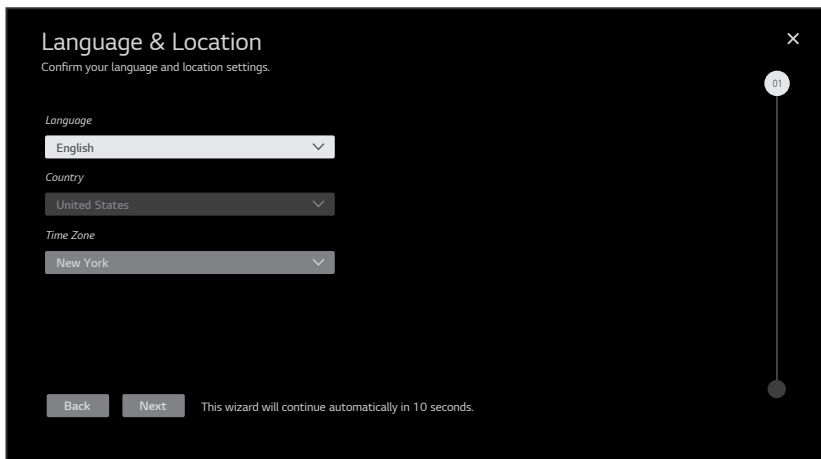 Language & Location
Confirm your language and location settings.
01
Language
English
Country
United States
Time Zone
New York
Back
Next
This wizard will continue automatically in 10 seconds.